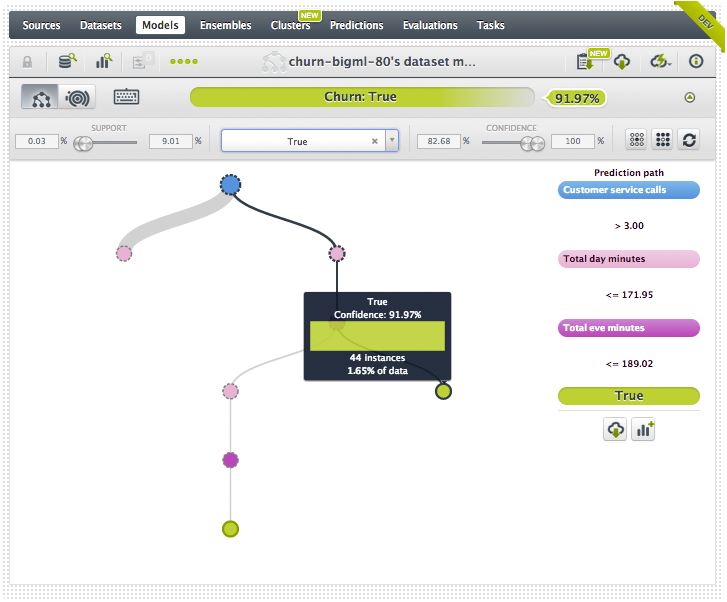 NEW
DEV
Sources Datasets Models Ensembles Clusters Predictions Evaluations Tasks
NEW
churn-bigml-80's dataset m...
Churn: True 91.97%
SUPPORT CONFIDENCE
0.03 % 9.01 % True × 82.68 % 100 %
Prediction path
Customer service calls
> 3.00
Total day minutes
<= 171.95
True
Confidence: 91.97%
44 instances
1.65% of data
Total eve minutes
<= 189.02
True